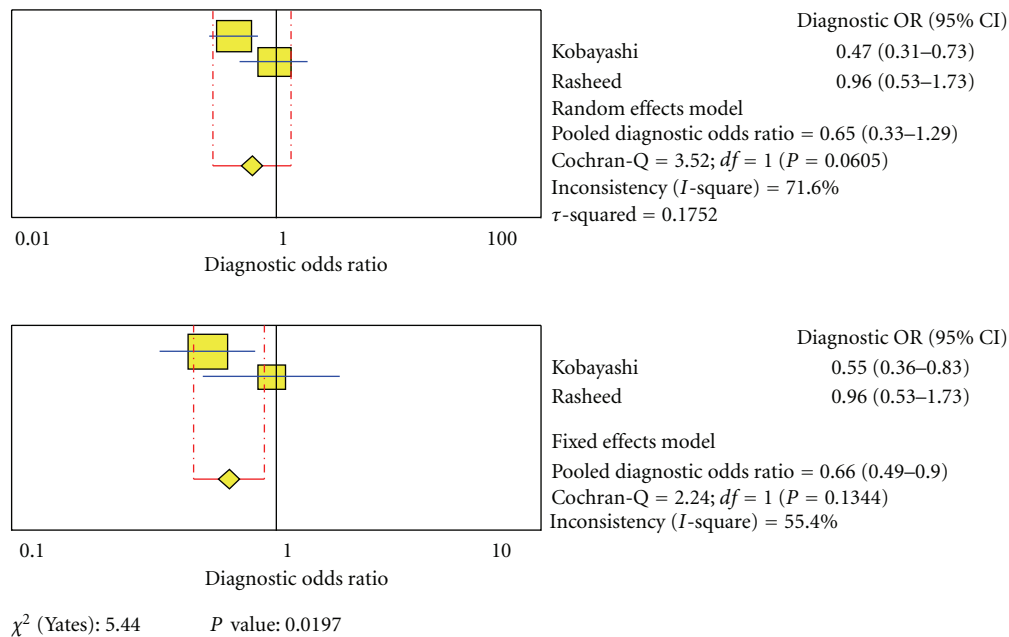 Diagnostic OR (95% CI)
Kobayashi 0.47 (0.31–0.73)
Rasheed 0.96 (0.53–1.73)
Random effects model
Pooled diagnostic odds ratio = 0.65 (0.33–1.29)
Cochran-Q = 3.52; df = 1 (P = 0.0605)
Inconsistency (I-square) = 71.6%
τ-squared = 0.1752
0.01 1 100
Diagnostic odds ratio
Diagnostic OR (95% CI)
Kobayashi 0.55 (0.36–0.83)
Rasheed 0.96 (0.53–1.73)
Fixed effects model
Pooled diagnostic odds ratio = 0.66 (0.49–0.9)
Cochran-Q = 2.24; df = 1 (P = 0.1344)
Inconsistency (I-square) = 55.4%
0.1 1 10
Diagnostic odds ratio
χ² (Yates): 5.44 P value: 0.0197